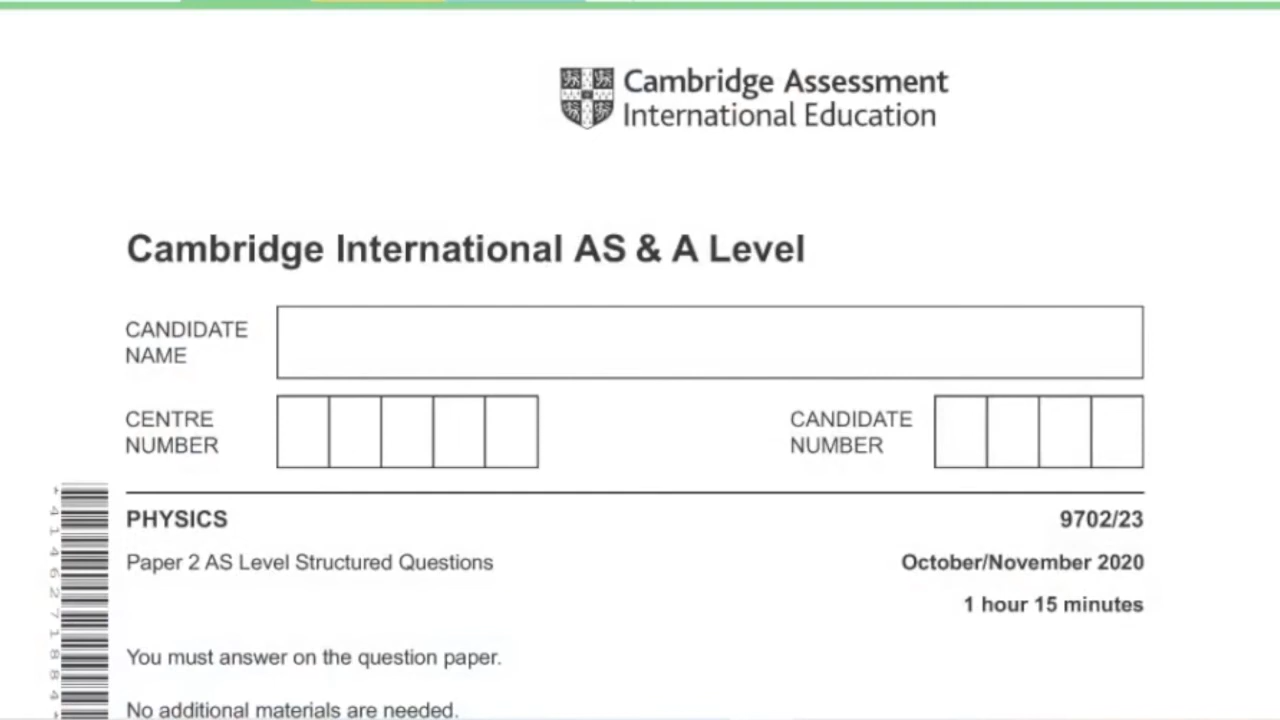 Cambridge Assessment
International Education
Cambridge International AS & A Level
CANDIDATE
NAME
CENTRE
NUMBER
CANDIDATE
NUMBER
PHYSICS
9702/23
Paper 2 AS Level Structured Questions
October/November 2020
1 hour 15 minutes
You must answer on the question paper.
No additional materials are needed.